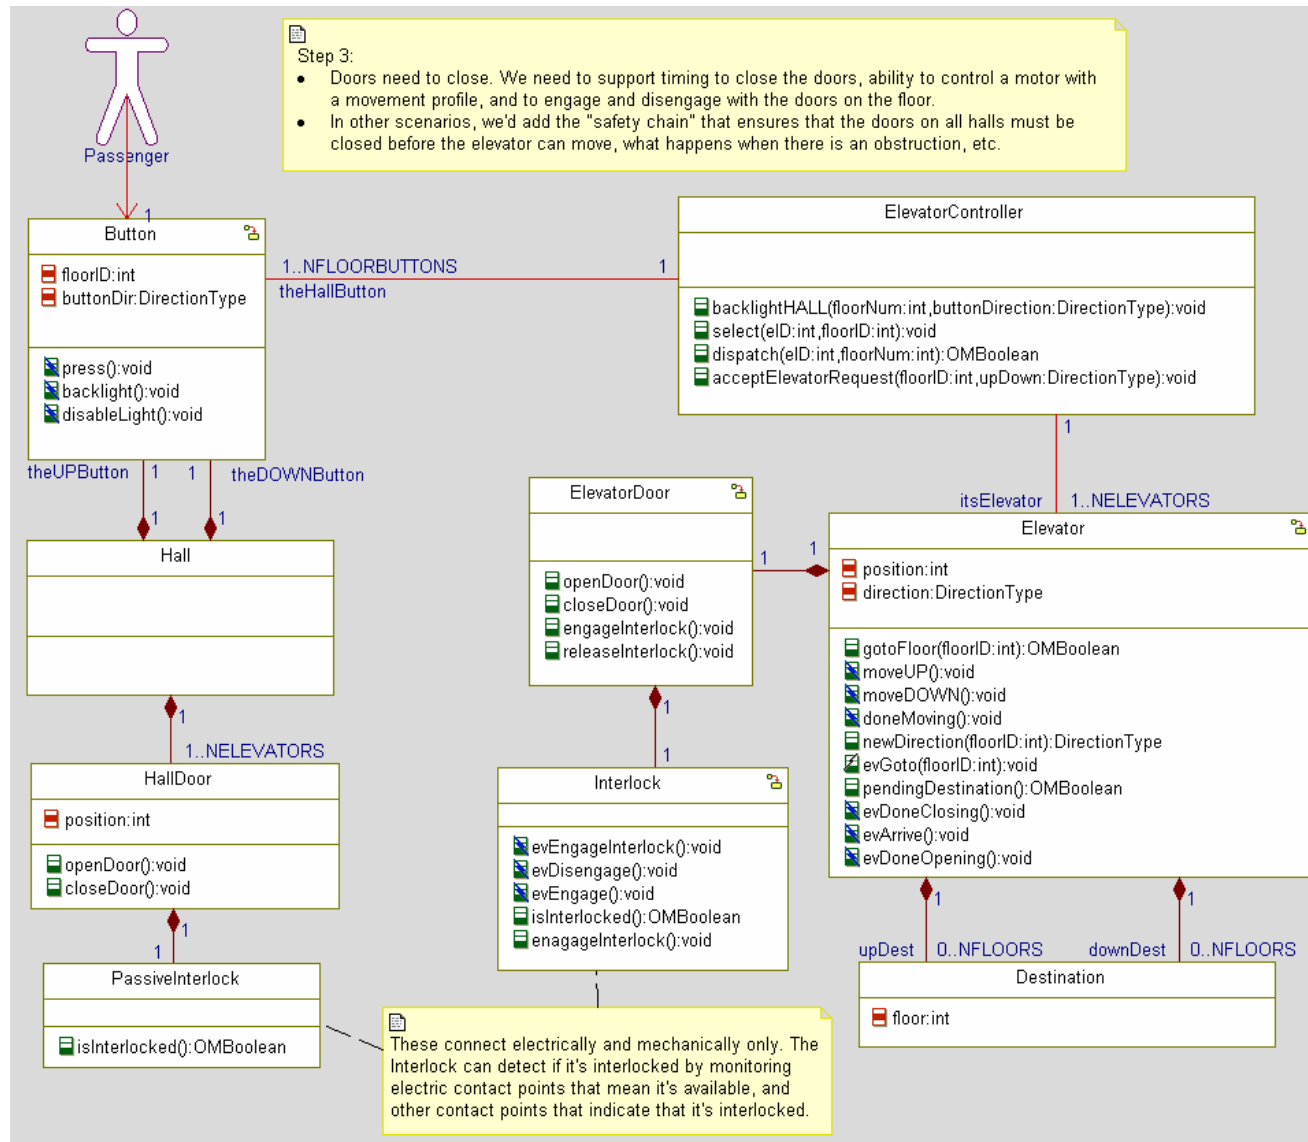 Step 3:
• Doors need to close. We need to support timing to close the doors, ability to control a motor with
a movement profile, and to engage and disengage with the doors on the floor.
• In other scenarios, we'd add the "safety chain" that ensures that the doors on all halls must be
closed before the elevator can move, what happens when there is an obstruction, etc.
Passenger
1
Button
floorID:int
buttonDir:DirectionType
press():void
backlight():void
disableLight():void
1..NFLOORBUTTONS
theHallButton
1
ElevatorController
backlightHALL(floorNum:int,buttonDirection:DirectionType):void
select(eID:int,floorID:int):void
dispatch(eID:int,floorNum:int):OMBoolean
acceptElevatorRequest(floorID:int,upDown:DirectionType):void
1
itsElevator
1..NELEVATORS
theUPButton
1
1
theDOWNButton
1
1
Hall
1
1..NELEVATORS
HallDoor
position:int
openDoor():void
closeDoor():void
1
1
PassiveInterlock
isInterlocked():OMBoolean
ElevatorDoor
openDoor():void
closeDoor():void
engageInterlock():void
releaseInterlock():void
1
1
1
1
Interlock
evEngageInterlock():void
evDisengage():void
evEngage():void
isInterlocked():OMBoolean
enagageInterlock():void
Elevator
position:int
direction:DirectionType
gotoFloor(floorID:int):OMBoolean
moveUP():void
moveDOWN():void
doneMoving():void
newDirection(floorID:int):DirectionType
evGoto(floorID:int):void
pendingDestination():OMBoolean
evDoneClosing():void
evArrive():void
evDoneOpening():void
1
1
upDest
0..NFLOORS
downDest
0..NFLOORS
Destination
floor:int
These connect electrically and mechanically only. The
Interlock can detect if it's interlocked by monitoring
electric contact points that mean it's available, and
other contact points that indicate that it's interlocked.